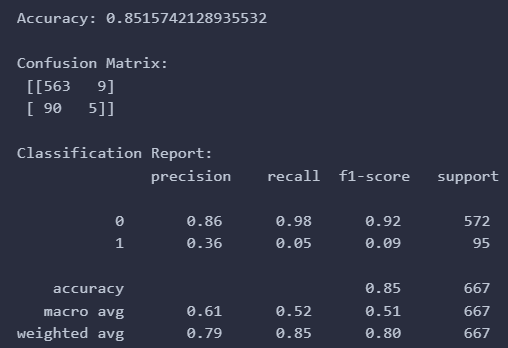 Accuracy: 0.8515742128935532
Confusion Matrix:
[[563   9]
[ 90   5]]
Classification Report:
precision    recall  f1-score   support
0       0.86      0.98      0.92       572
1       0.36      0.05      0.09        95
accuracy                           0.85       667
macro avg       0.61      0.52      0.51       667
weighted avg       0.79      0.85      0.80       667